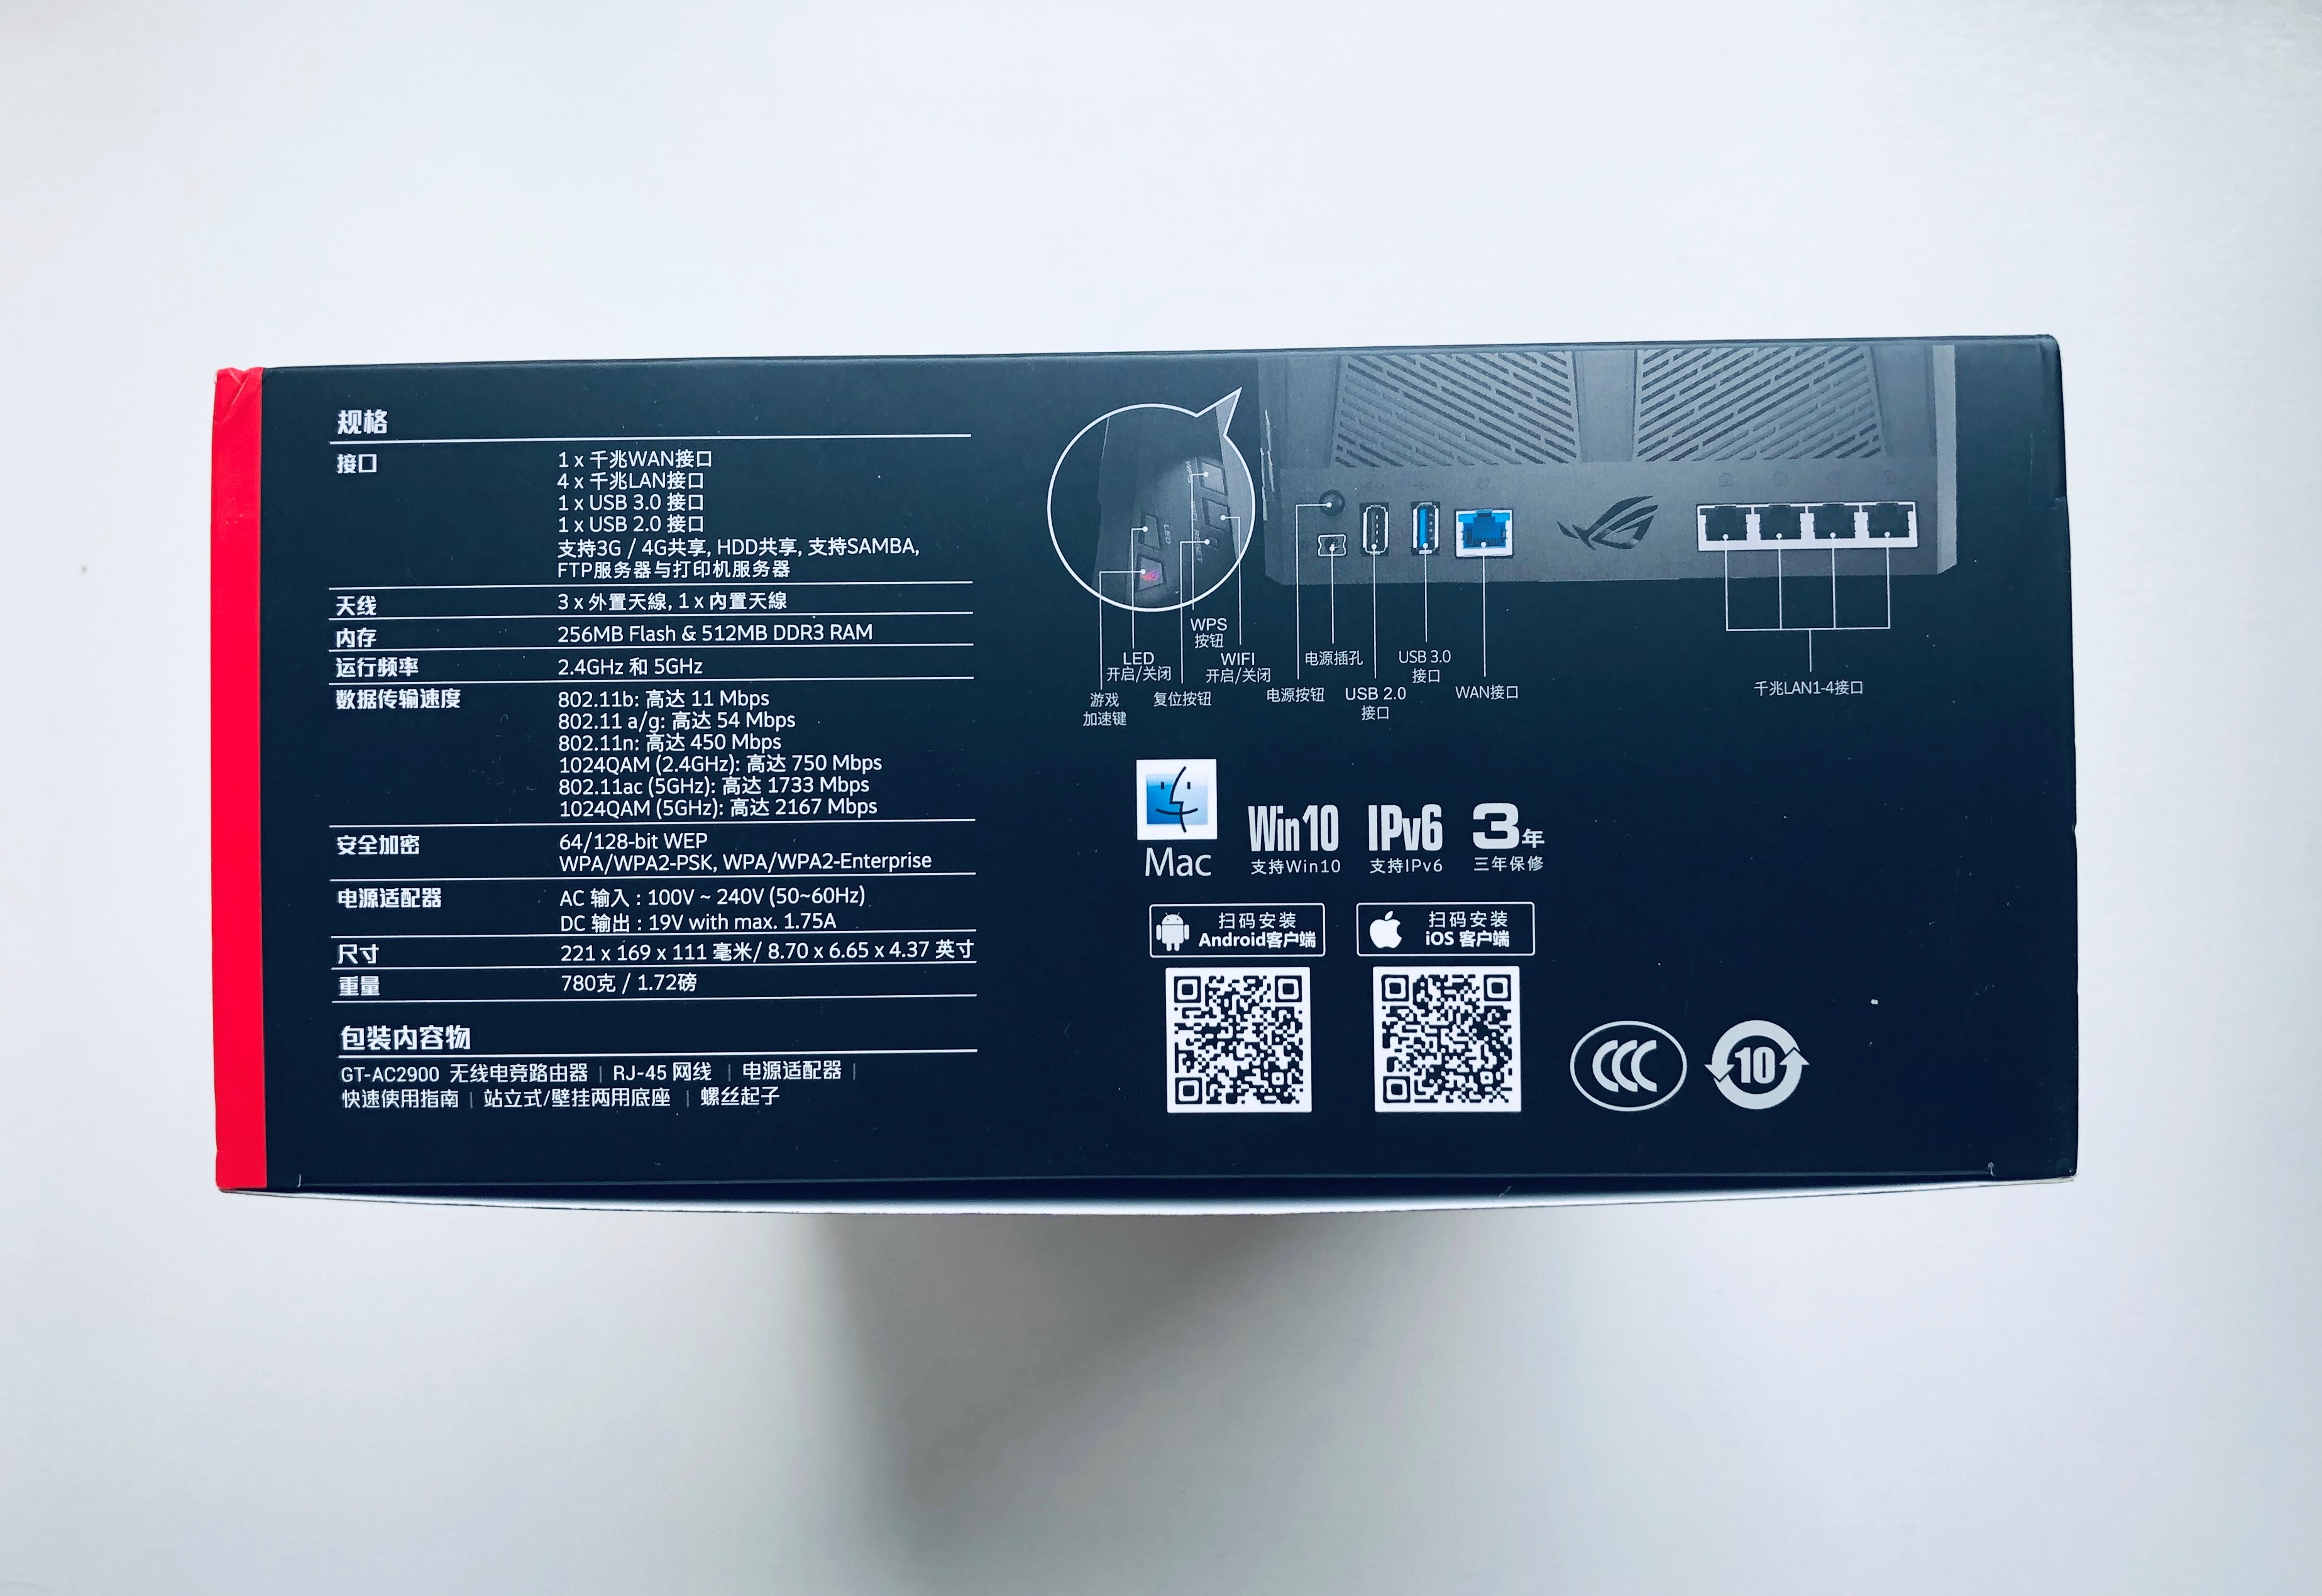 规格
接口 1 x 千兆WAN接口
4 x 千兆LAN接口
1 x USB 3.0 接口
1 x USB 2.0 接口
支持3G / 4G共享, HDD共享, 支持SAMBA,
FTP服务器与打印机服务器
天线 3 x 外置天線, 1 x 内置天線
内存 256MB Flash & 512MB DDR3 RAM
运行频率 2.4GHz 和 5GHz
数据传输速度 802.11b: 高达 11 Mbps
802.11 a/g: 高达 54 Mbps
802.11n: 高达 450 Mbps
1024QAM (2.4GHz): 高达 750 Mbps
802.11ac (5GHz): 高达 1733 Mbps
1024QAM (5GHz): 高达 2167 Mbps
安全加密 64/128-bit WEP
WPA/WPA2-PSK, WPA/WPA2-Enterprise
电源适配器 AC 输入 : 100V ~ 240V (50~60Hz)
DC 输出 : 19V with max. 1.75A
尺寸 221 x 169 x 111 毫米/ 8.70 x 6.65 x 4.37 英寸
重量 780克 / 1.72磅
包装内容物
GT-AC2900 无线电竞路由器 | RJ-45 网线 | 电源适配器 |
快速使用指南 | 站立式/壁挂两用底座 | 螺丝起子
LED
RESET
WPS
按钮
LED
开启/关闭
WIFI
开启/关闭
游戏
加速键
复位按钮
电源插孔
电源按钮
USB 2.0
接口
USB 3.0
接口
WAN接口
千兆LAN1-4接口
Mac
Win10
支持Win10
IPv6
支持IPv6
3年
三年保修
扫码安装
Android客户端
扫码安装
iOS 客户端
CCC
10